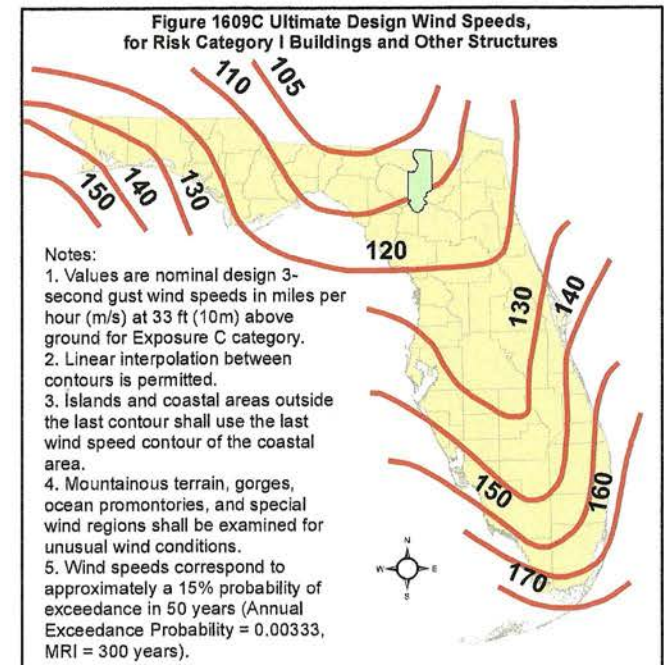 Figure 1609C Ultimate Design Wind Speeds,
for Risk Category I Buildings and Other Structures
105
110
150
140
130
120
130
140
150
160
170
Notes:
1. Values are nominal design 3-
second gust wind speeds in miles per
hour (m/s) at 33 ft (10m) above
ground for Exposure C category.
2. Linear interpolation between
contours is permitted.
3. Islands and coastal areas outside
the last contour shall use the last
wind speed contour of the coastal
area.
4. Mountainous terrain, gorges,
ocean promontories, and special
wind regions shall be examined for
unusual wind conditions.
5. Wind speeds correspond to
approximately a 15% probability of
exceedance in 50 years (Annual
Exceedance Probability = 0.00333,
MRI = 300 years).
N
W E
S